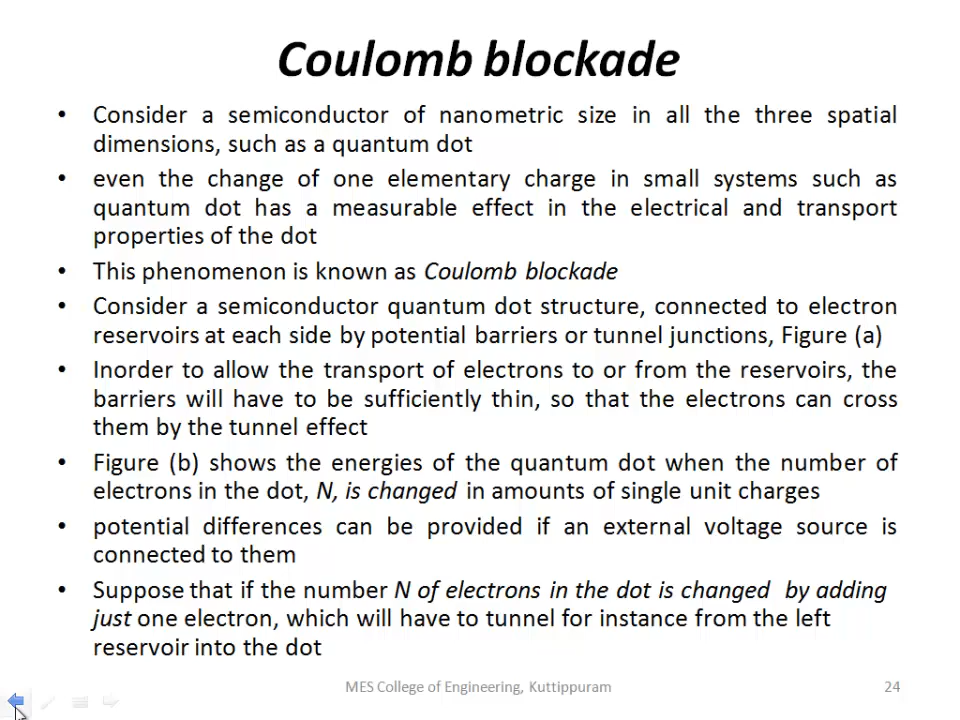 Coulomb blockade
• Consider a semiconductor of nanometric size in all the three spatial
dimensions, such as a quantum dot
• even the change of one elementary charge in small systems such as
quantum dot has a measurable effect in the electrical and transport
properties of the dot
• This phenomenon is known as Coulomb blockade
• Consider a semiconductor quantum dot structure, connected to electron
reservoirs at each side by potential barriers or tunnel junctions, Figure (a)
• Inorder to allow the transport of electrons to or from the reservoirs, the
barriers will have to be sufficiently thin, so that the electrons can cross
them by the tunnel effect
• Figure (b) shows the energies of the quantum dot when the number of
electrons in the dot, N, is changed in amounts of single unit charges
• potential differences can be provided if an external voltage source is
connected to them
• Suppose that if the number N of electrons in the dot is changed by adding
just one electron, which will have to tunnel for instance from the left
reservoir into the dot
MES College of Engineering, Kuttippuram
24